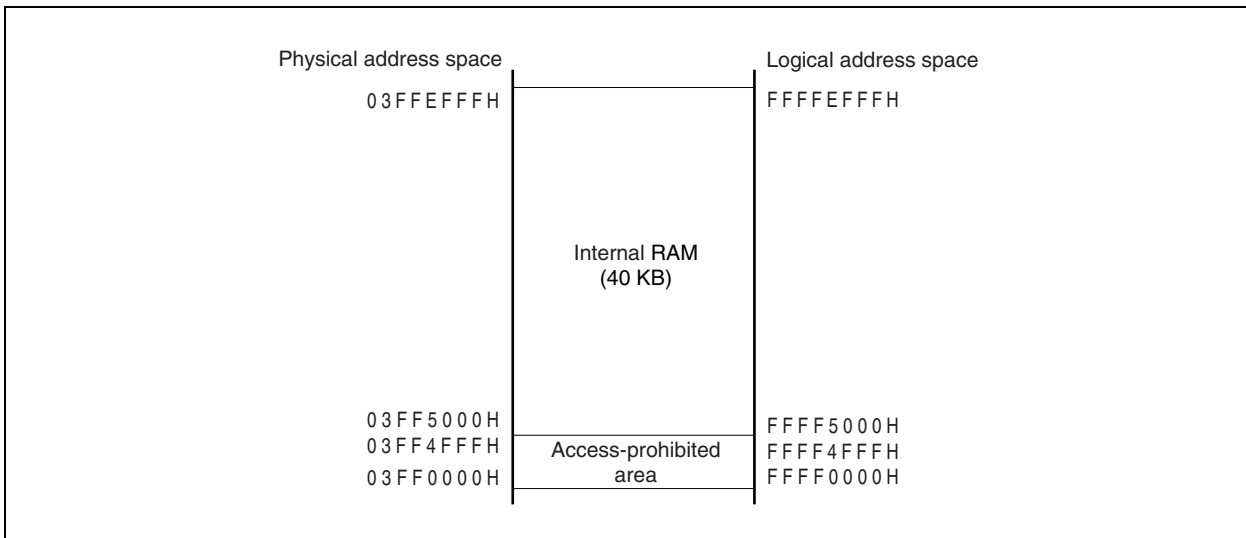 Physical address space
Logical address space
03FFEFFFH
FFFFEFFFH
Internal RAM
(40 KB)
03FF5000H
FFFF5000H
03FF4FFFH
Access-prohibited
area
FFFF4FFFH
03FF0000H
FFFF0000H